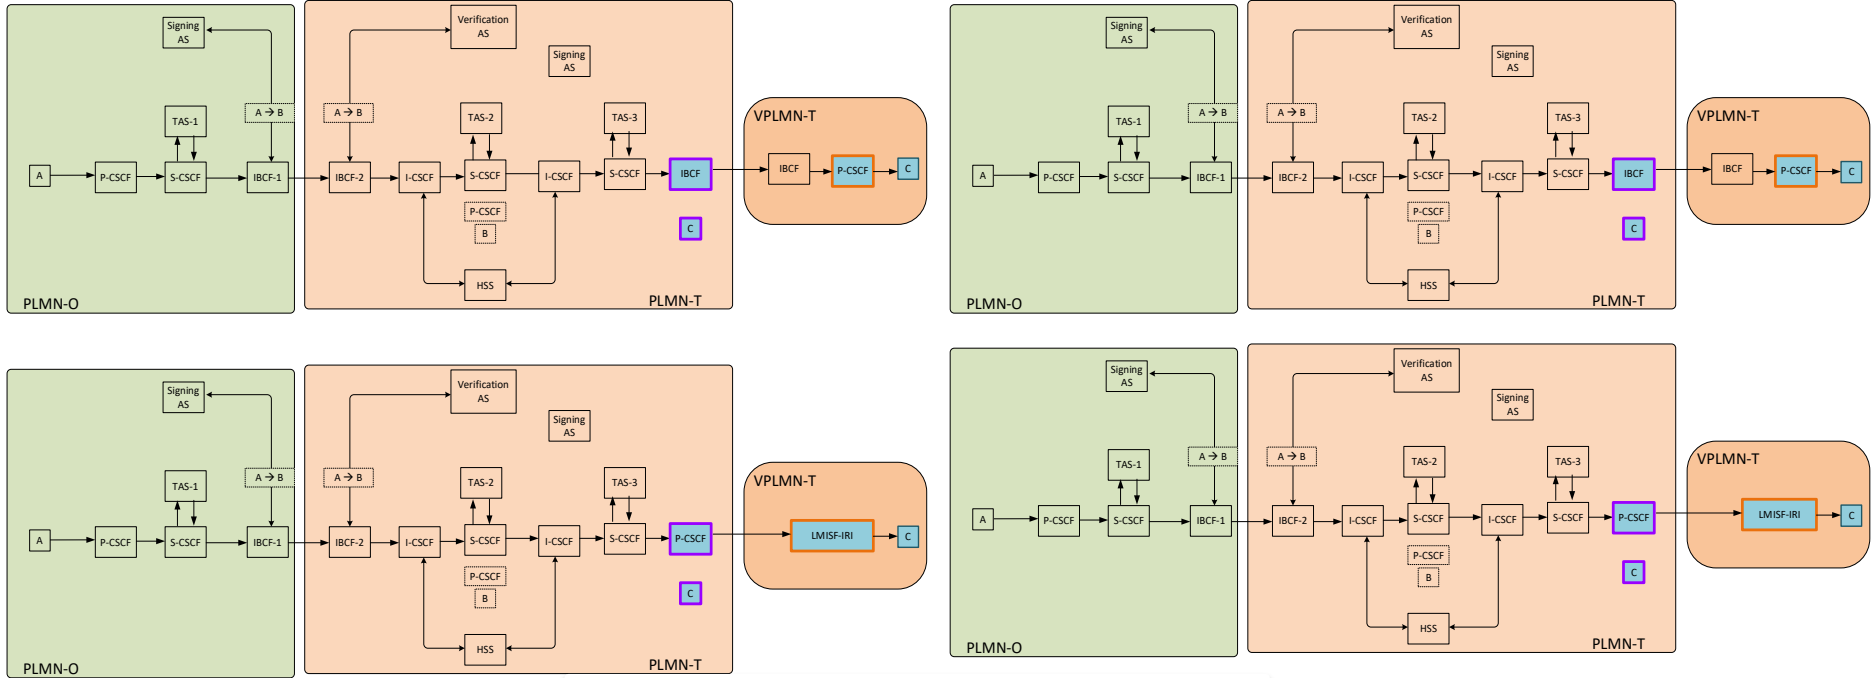 Signing
AS
Verification
AS
Signing
AS
A → B
A → B
TAS-1
TAS-2
TAS-3
VPLMN-T
A
P-CSCF
S-CSCF
IBCF-1
IBCF-2
I-CSCF
S-CSCF
I-CSCF
S-CSCF
IBCF
IBCF
P-CSCF
C
P-CSCF
B
C
HSS
PLMN-O
PLMN-T
Signing
AS
Verification
AS
Signing
AS
A → B
A → B
TAS-1
TAS-2
TAS-3
VPLMN-T
A
P-CSCF
S-CSCF
IBCF-1
IBCF-2
I-CSCF
S-CSCF
I-CSCF
S-CSCF
IBCF
IBCF
P-CSCF
C
P-CSCF
B
C
HSS
PLMN-O
PLMN-T
Signing
AS
Verification
AS
Signing
AS
A → B
A → B
TAS-1
TAS-2
TAS-3
VPLMN-T
A
P-CSCF
S-CSCF
IBCF-1
IBCF-2
I-CSCF
S-CSCF
I-CSCF
S-CSCF
P-CSCF
LMISF-IRI
C
P-CSCF
B
C
HSS
PLMN-O
PLMN-T
Signing
AS
Verification
AS
Signing
AS
A → B
A → B
TAS-1
TAS-2
TAS-3
VPLMN-T
A
P-CSCF
S-CSCF
IBCF-1
IBCF-2
I-CSCF
S-CSCF
I-CSCF
S-CSCF
P-CSCF
LMISF-IRI
C
P-CSCF
B
C
HSS
PLMN-O
PLMN-T